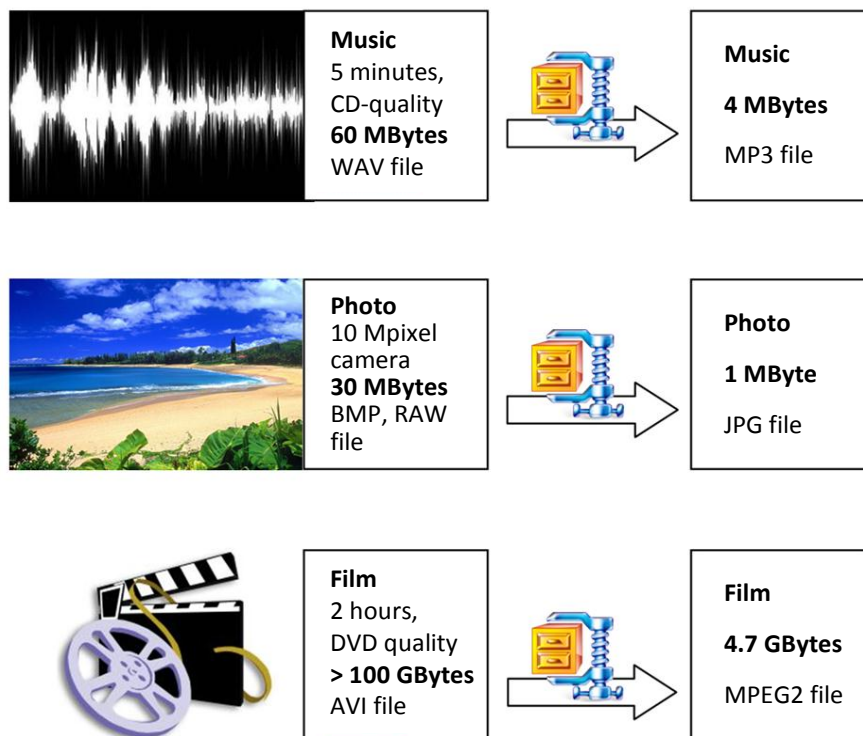 Music
5 minutes,
CD-quality
60 MBytes
WAV file
Music
4 MBytes
MP3 file
Photo
10 Mpixel
camera
30 MBytes
BMP, RAW
file
Photo
1 MByte
JPG file
Film
2 hours,
DVD quality
> 100 GBytes
AVI file
Film
4.7 GBytes
MPEG2 file